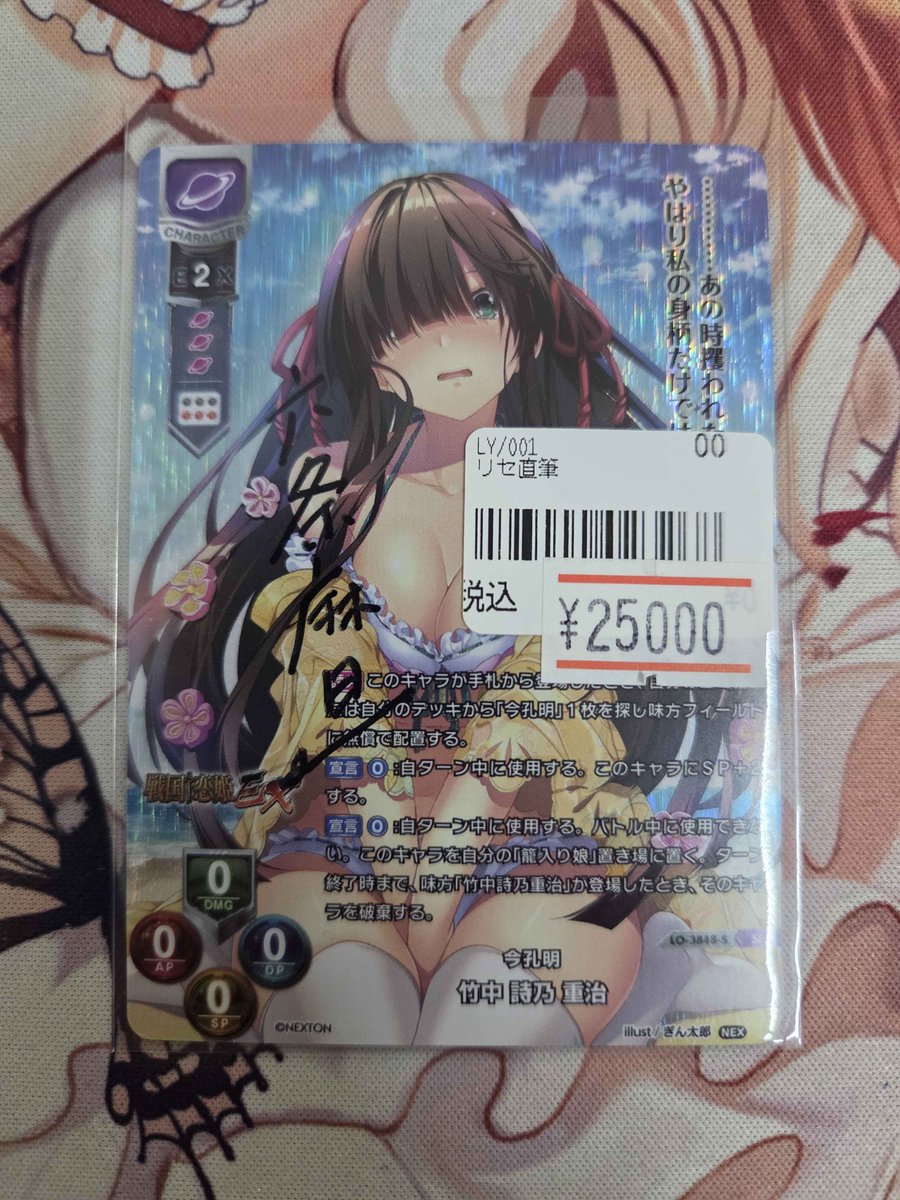 CHARACTER
E 2 X
…………あの時攫われた
やはり私の身柄だけでは
LY/001
00
リセ直筆
税込
¥25000
このキャラが手札から登場したとき、自
は自分のデッキから「今孔明」1枚を探し味方フィールド
に無償で配置する。
宣言 0 :自ターン中に使用する。このキャラにSP+2
する。
宣言 0 :自ターン中に使用する。バトル中に使用できな
い。このキャラを自分の「籠入り娘」置き場に置く。ターン
終了時まで、味方「竹中詩乃重治」が登場したとき、そのキャ
ラを破棄する。
戦国†恋姫EX
0
DMG
0
AP
0
DP
0
SP
LO-3848-S
今孔明
竹中 詩乃 重治
©NEXTON
illust / ぎん太郎 NEX